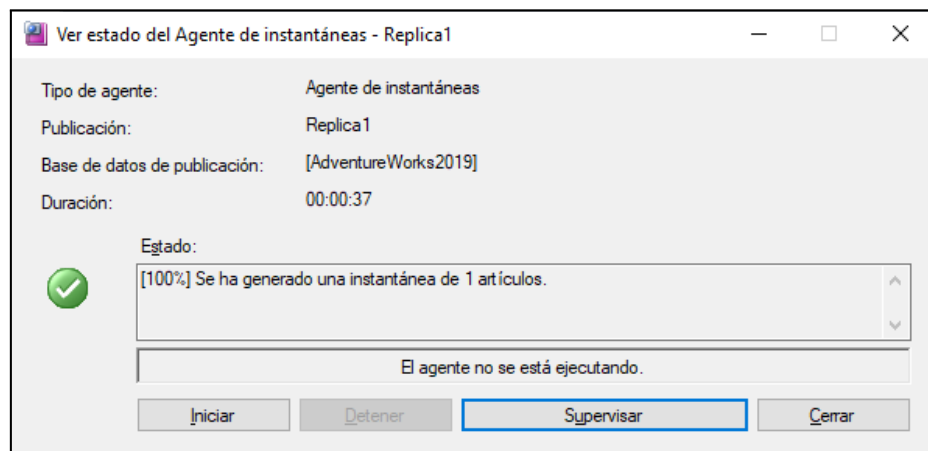 Ver estado del Agente de instantáneas - Replica1
Tipo de agente: Agente de instantáneas
Publicación: Replica1
Base de datos de publicación: [AdventureWorks2019]
Duración: 00:00:37
Estado:
[100%] Se ha generado una instantánea de 1 artículos.
El agente no se está ejecutando.
Iniciar Detener Supervisar Cerrar